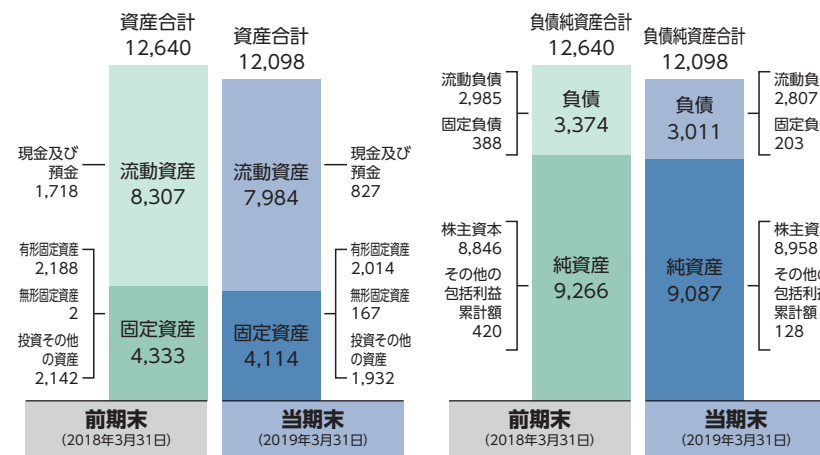 資産合計
12,640
資産合計
12,098
現金及び
預金
1,718
流動資産
8,307
流動資産
7,984
現金及び
預金
827
有形固定資産
2,188
無形固定資産
2
投資その他
の資産
2,142
固定資産
4,333
固定資産
4,114
有形固定資産
2,014
無形固定資産
167
投資その他
の資産
1,932
前期末
(2018年3月31日)
当期末
(2019年3月31日)
負債純資産合計
12,640
負債純資産合計
12,098
流動負債
2,985
固定負債
388
負債
3,374
負債
3,011
流動負
2,807
固定負
203
株主資本
8,846
その他の
包括利益
累計額
420
純資産
9,266
純資産
9,087
株主資
8,958
その他
包括利
累計額
128
前期末
(2018年3月31日)
当期末
(2019年3月31日)